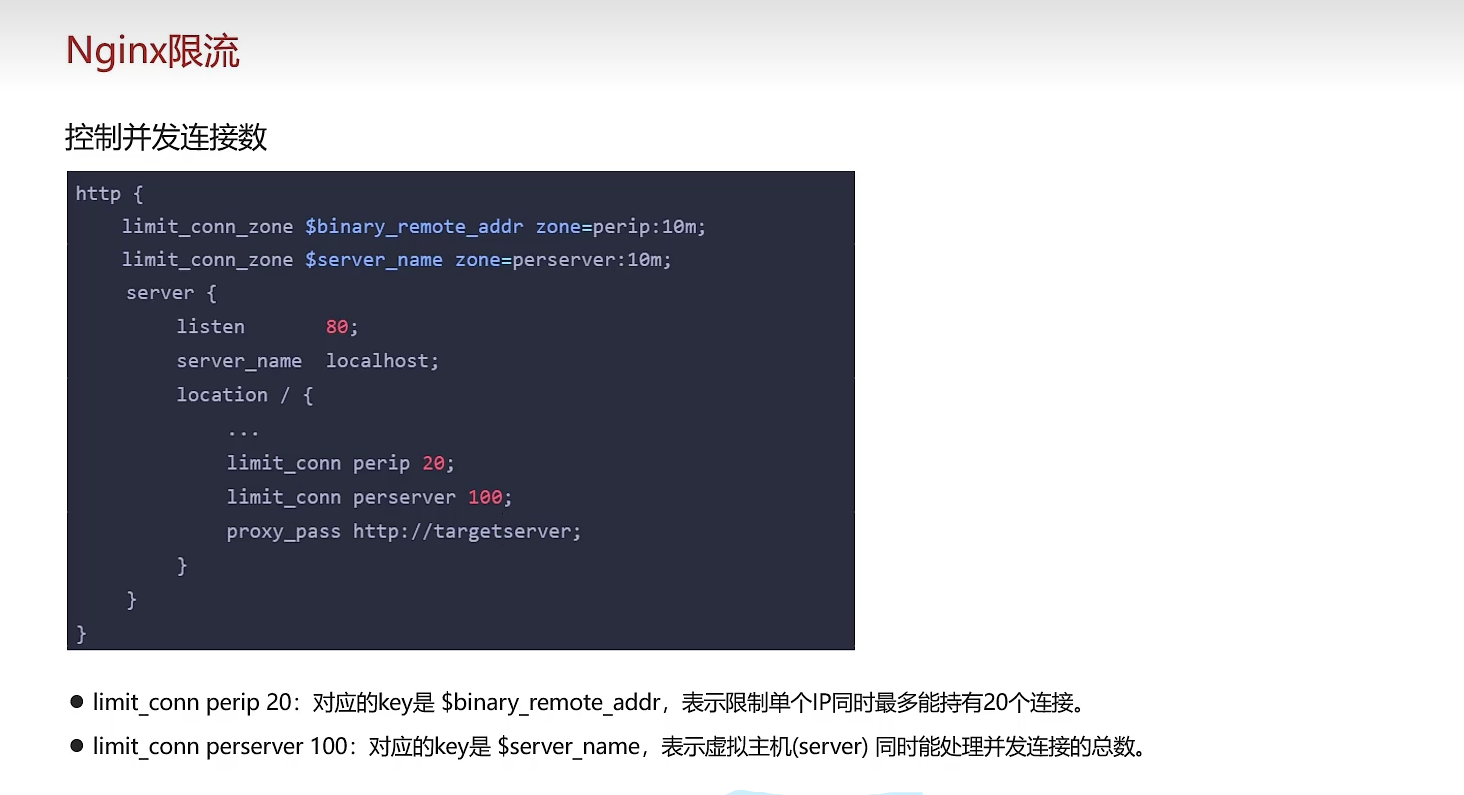 Nginx限流
控制并发连接数
http {
    limit_conn_zone $binary_remote_addr zone=perip:10m;
    limit_conn_zone $server_name zone=perserver:10m;
    server {
        listen       80;
        server_name  localhost;
        location / {
            ...
            limit_conn perip 20;
            limit_conn perserver 100;
            proxy_pass http://targetserver;
        }
    }
}
● limit_conn perip 20：对应的key是 $binary_remote_addr，表示限制单个IP同时最多能持有20个连接。
● limit_conn perserver 100：对应的key是 $server_name，表示虚拟主机(server) 同时能处理并发连接的总数。